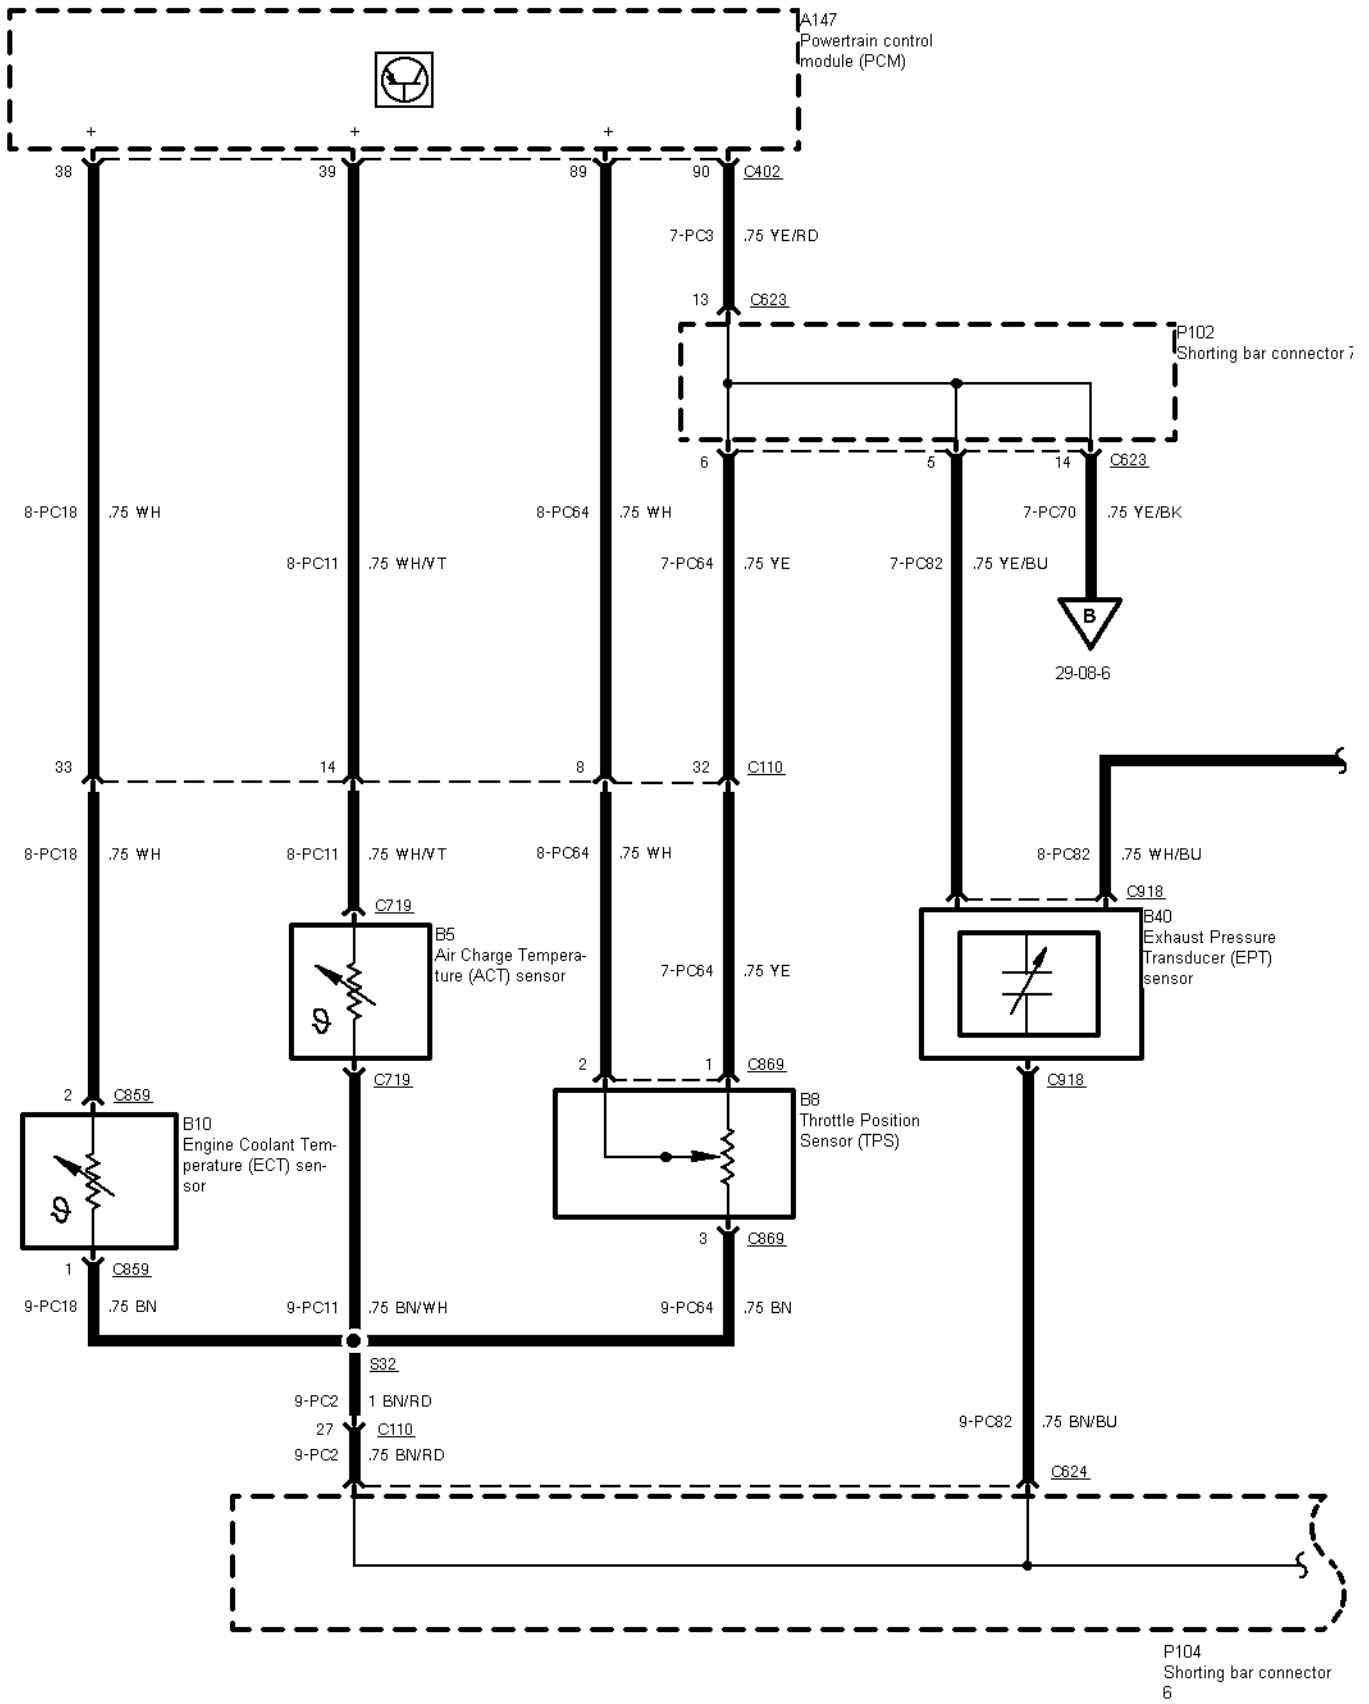 A147
Powertrain control
module (PCM)
+ + +
38 39 89 90 C402
7-PC3 .75 YE/RD
13 C623
P102
Shorting bar connector 7
6 5 14 C623
8-PC18 .75 WH 8-PC64 .75 WH 7-PC70 .75 YE/BK
8-PC11 .75 WH/VT 7-PC64 .75 YE 7-PC82 .75 YE/BU
B
29-08-6
33 14 8 32 C110
8-PC18 .75 WH 8-PC11 .75 WH/VT 8-PC64 .75 WH 8-PC82 .75 WH/BU
C719 C918
B5
Air Charge Tempera-
ture (ACT) sensor
B40
Exhaust Pressure
Transducer (EPT)
sensor
7-PC64 .75 YE
ϑ
2 1 C869
C719 C918
2 C859
B8
Throttle Position
Sensor (TPS)
B10
Engine Coolant Tem-
perature (ECT) sen-
sor
ϑ
3 C869
1 C859
9-PC18 .75 BN 9-PC11 .75 BN/WH 9-PC64 .75 BN
S32
9-PC2 1 BN/RD
27 C110
9-PC82 .75 BN/BU
9-PC2 .75 BN/RD
C624
P104
Shorting bar connector
6